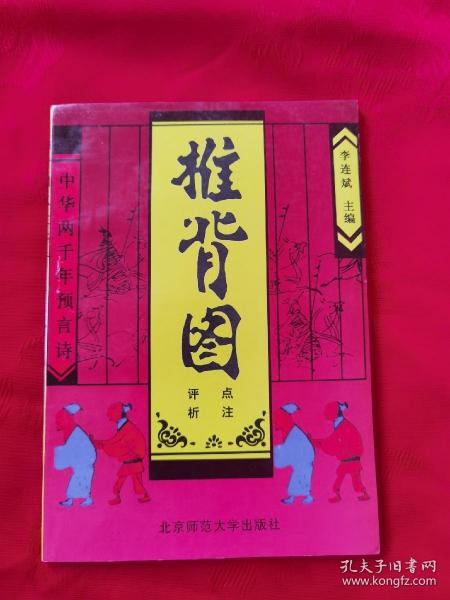 李连斌 主编
推背图
点注
评析
中华两千年预言诗
北京师范大学出版社
孔夫子旧书网
www.kongfz.com